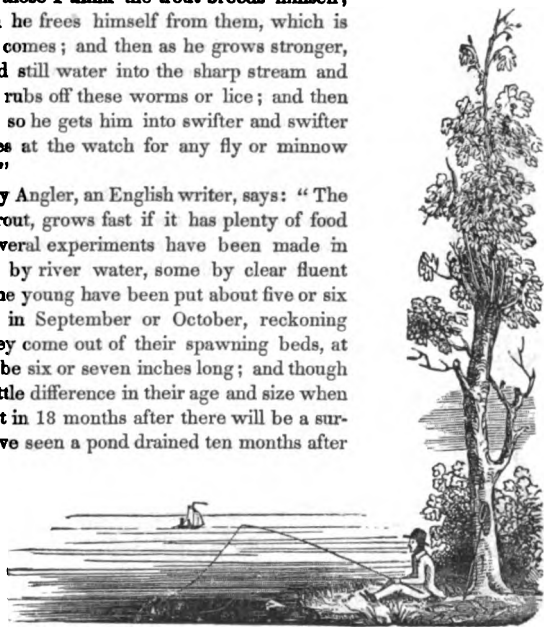 he frees himself from them, which is
comes; and then as he grows stronger,
still water into the sharp stream and
rubs off these worms or lice; and then
so he gets him into swifter and swifter
at the watch for any fly or minnow
”
Angler, an English writer, says: “ The
grows fast if it has plenty of food
experiments have been made in
by river water, some by clear fluent
young have been put about five or six
in September or October, reckoning
come out of their spawning beds, at
be six or seven inches long; and though
difference in their age and size when
in 18 months after there will be a sur-
seen a pond drained ten months after